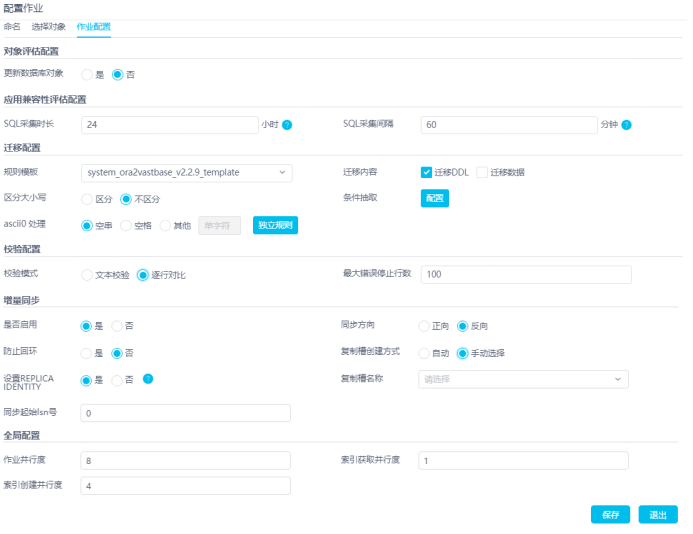 配置作业
命名 选择对象 作业配置
对象评估配置
更新数据库对象 是 否
应用兼容性评估配置
SQL采集时长 24 小时 ? SQL采集间隔 60 分钟 ?
迁移配置
规则模板 system_ora2vastbase_v2.2.9_template 迁移内容 迁移DDL 迁移数据
区分大小写 区分 不区分 条件抽取 配置
ascii0 处理 空串 空格 其他 单字符 独立规则
校验配置
校验模式 文本校验 逐行对比 最大错误停止行数 100
增量同步
是否启用 是 否 同步方向 正向 反向
防止回环 是 否 复制槽创建方式 自动 手动选择
设置REPLICA IDENTITY 是 否 ? 复制槽名称 请选择
同步起始lsn号 0
全局配置
作业并行度 8 索引获取并行度 1
索引创建并行度 4
保存 退出